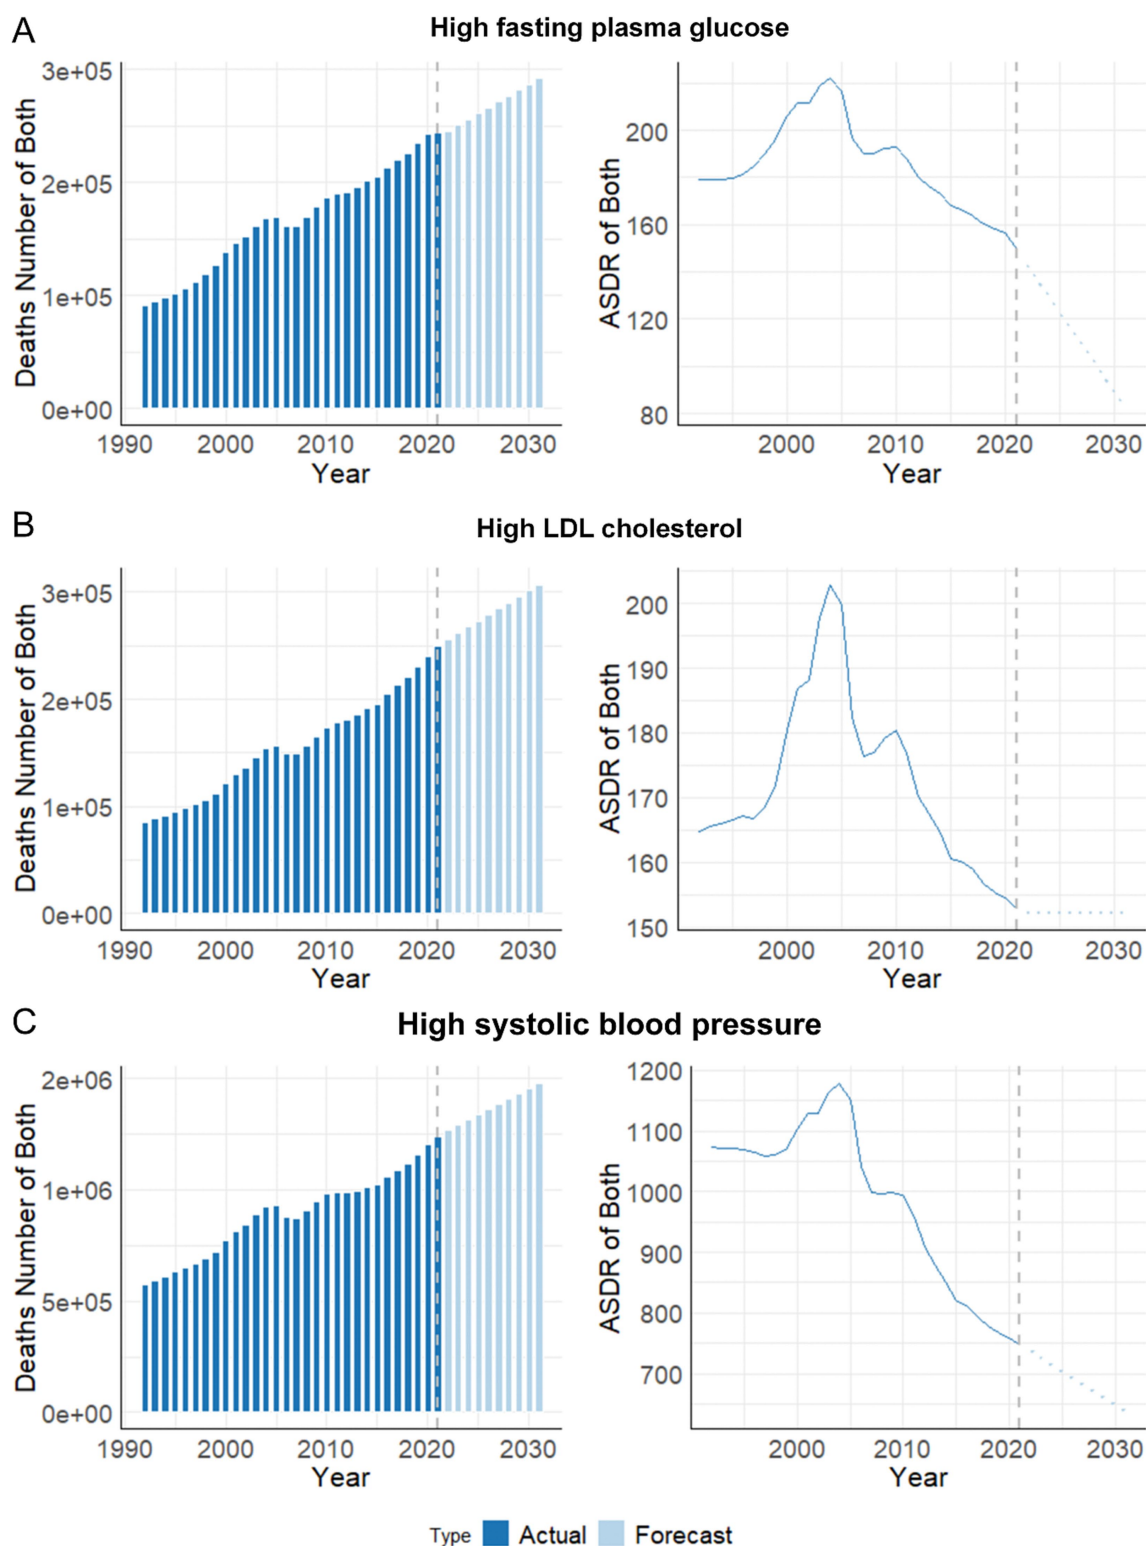 A
High fasting plasma glucose
Deaths Number of Both
3e+05
2e+05
1e+05
0e+00
1990 2000 2010 2020 2030
Year
ASDR of Both
200
160
120
80
2000 2010 2020 2030
Year
B
High LDL cholesterol
Deaths Number of Both
3e+05
2e+05
1e+05
0e+00
1990 2000 2010 2020 2030
Year
ASDR of Both
200
190
180
170
160
150
2000 2010 2020 2030
Year
C
High systolic blood pressure
Deaths Number of Both
2e+06
1e+06
5e+05
0e+00
1990 2000 2010 2020 2030
Year
ASDR of Both
1200
1100
1000
900
800
700
2000 2010 2020 2030
Year
Type Actual Forecast